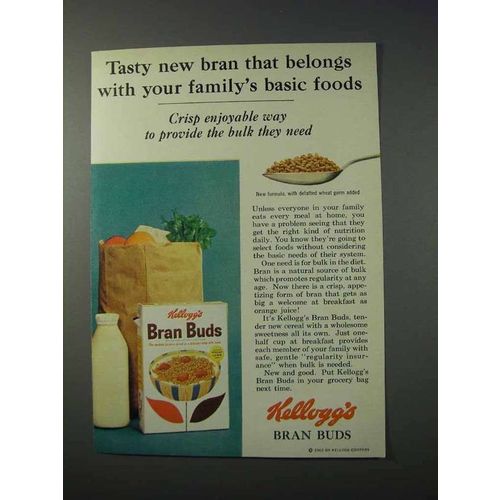 Tasty new bran that belongs
with your family's basic foods
Crisp enjoyable way
to provide the bulk they need
New formula, with defatted wheat germ added
Unless everyone in your family
eats every meal at home, you
have a problem seeing that they
get the right kind of nutrition
daily. You know they're going to
select foods without considering
the basic needs of their system.
One need is for bulk in the diet.
Bran is a natural source of bulk
which promotes regularity at any
age. Now there is a crisp, appe-
tizing form of bran that gets as
big a welcome at breakfast as
orange juice!
It's Kellogg's Bran Buds, ten-
der new cereal with a wholesome
sweetness all its own. Just one-
half cup at breakfast provides
each member of your family with
safe, gentle "regularity insur-
ance" when bulk is needed.
New and good. Put Kellogg's
Bran Buds in your grocery bag
next time.
Kellogg's
Bran Buds
Kellogg's
BRAN BUDS
BY KELLOGG COMPANY